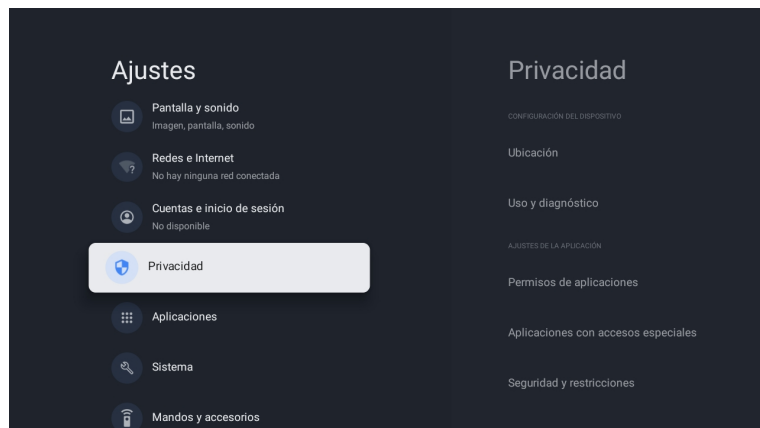 Ajustes
Pantalla y sonido
Imagen, pantalla, sonido
Redes e Internet
No hay ninguna red conectada
Cuentas e inicio de sesión
No disponible
Privacidad
Aplicaciones
Sistema
Mandos y accesorios
Privacidad
CONFIGURACIÓN DEL DISPOSITIVO
Ubicación
Uso y diagnóstico
AJUSTES DE LA APLICACIÓN
Permisos de aplicaciones
Aplicaciones con accesos especiales
Seguridad y restricciones